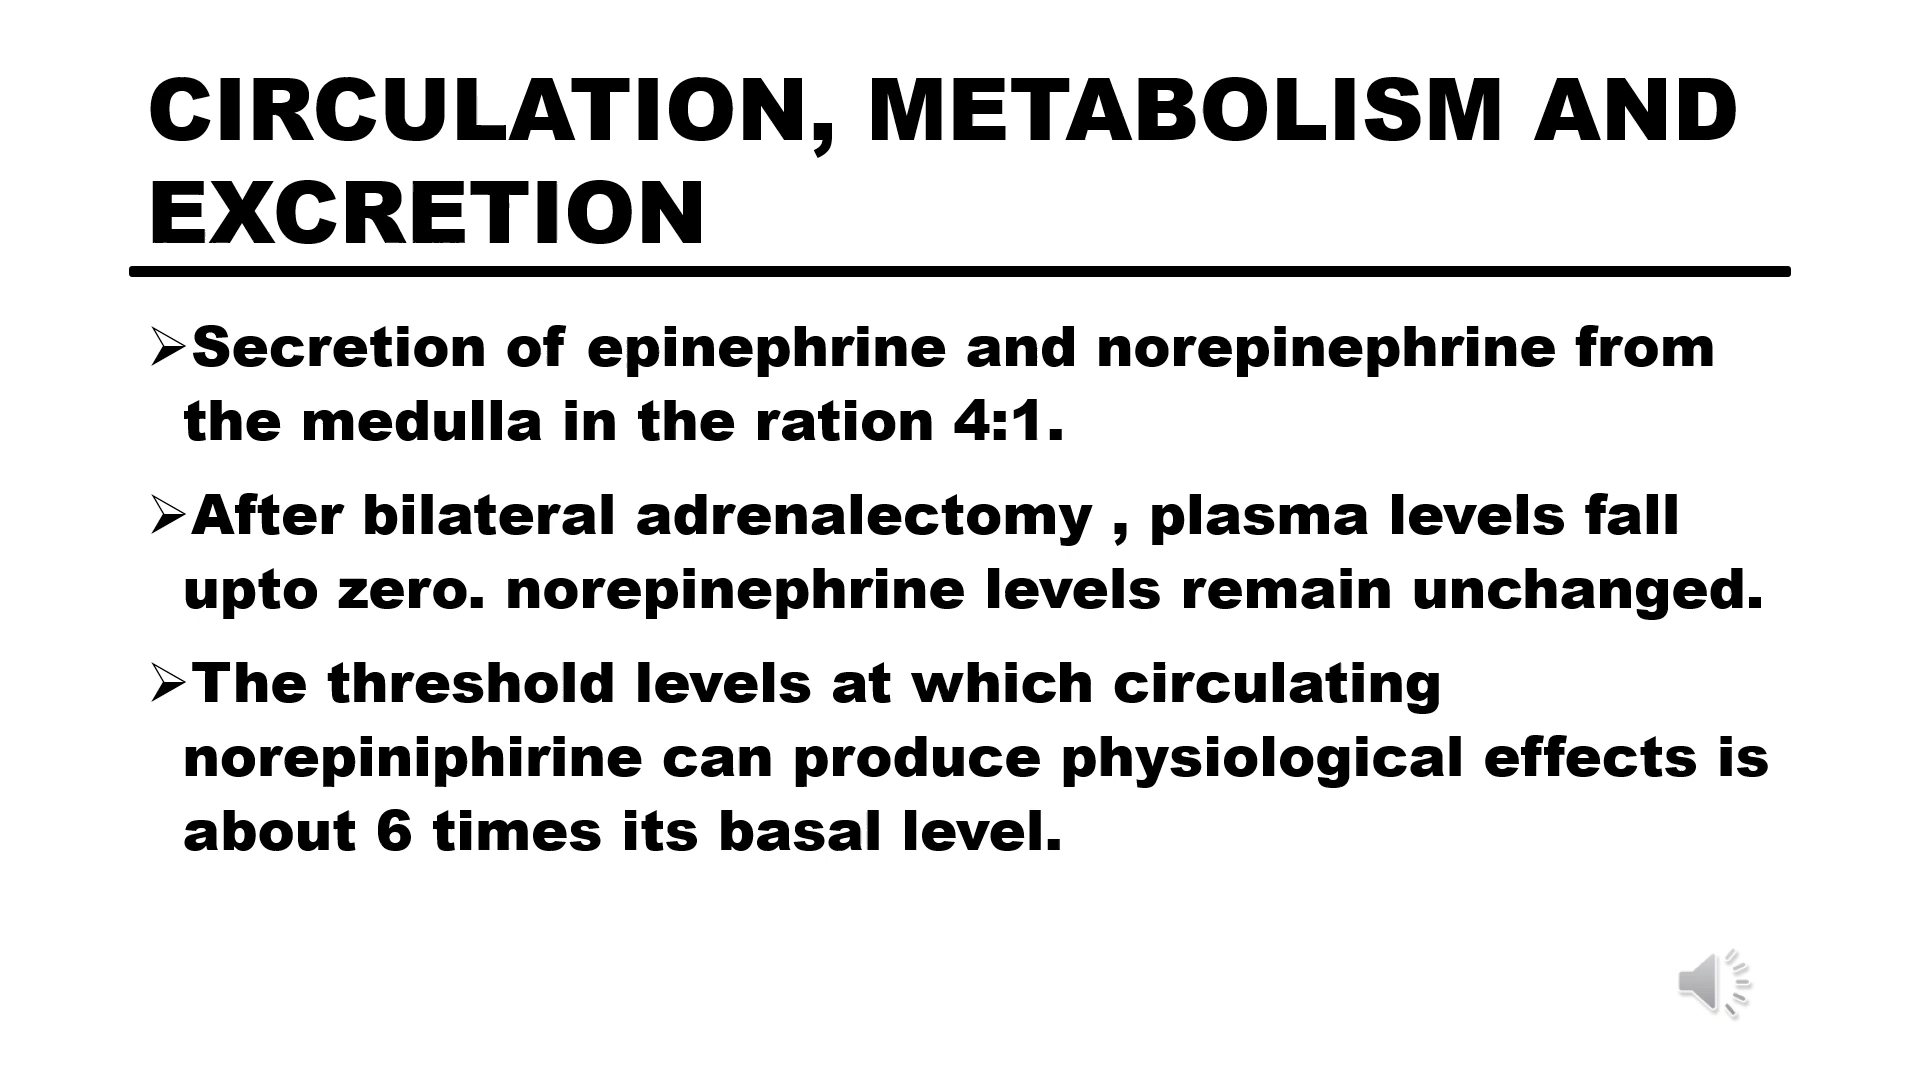 CIRCULATION, METABOLISM AND
EXCRETION
➢Secretion of epinephrine and norepinephrine from
the medulla in the ration 4:1.
➢After bilateral adrenalectomy , plasma levels fall
upto zero. norepinephrine levels remain unchanged.
➢The threshold levels at which circulating
norepiniphirine can produce physiological effects is
about 6 times its basal level.